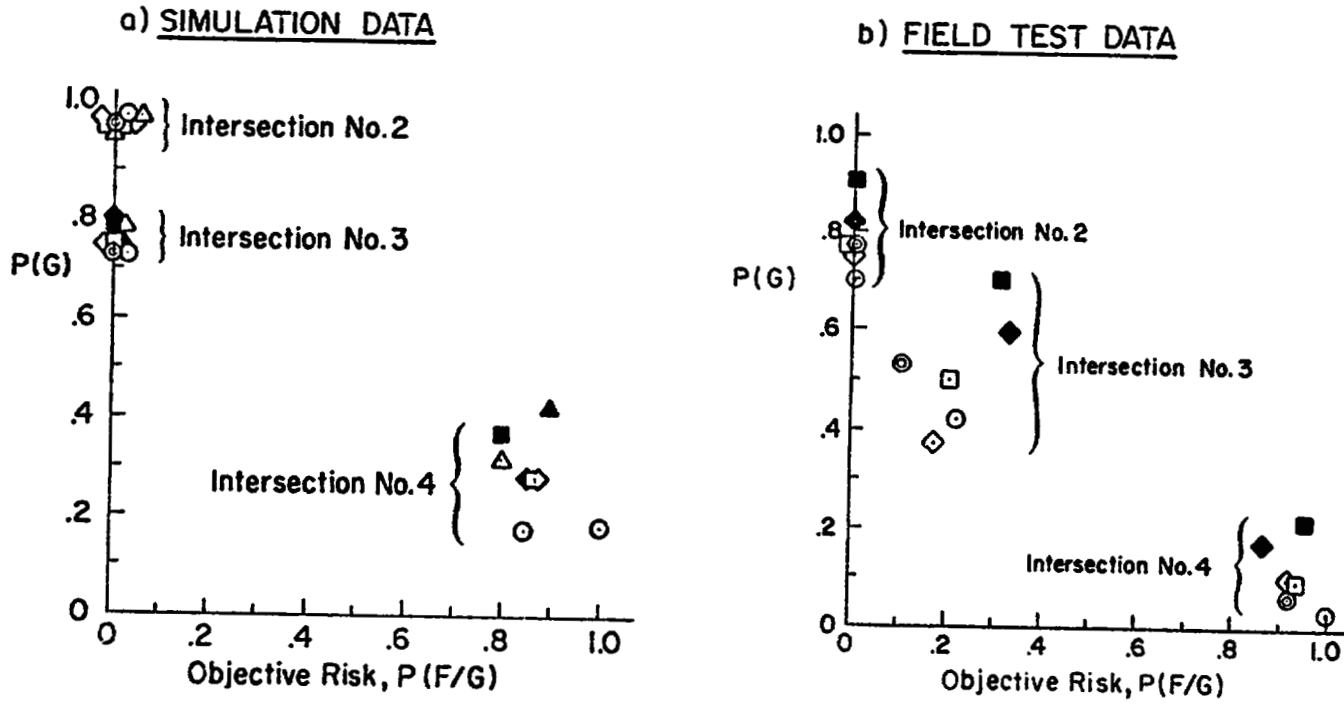 a) SIMULATION DATA
1.0
Intersection No. 2
.8
Intersection No. 3
P(G)
.6
.4
Intersection No. 4
.2
0
0 .2 .4 .6 .8 1.0
Objective Risk, P(F/G)
b) FIELD TEST DATA
1.0
Intersection No. 2
.8
P(G)
.6
Intersection No. 3
.4
.2
Intersection No. 4
0
0 .2 .4 .6 .8 1.0
Objective Risk, P(F/G)